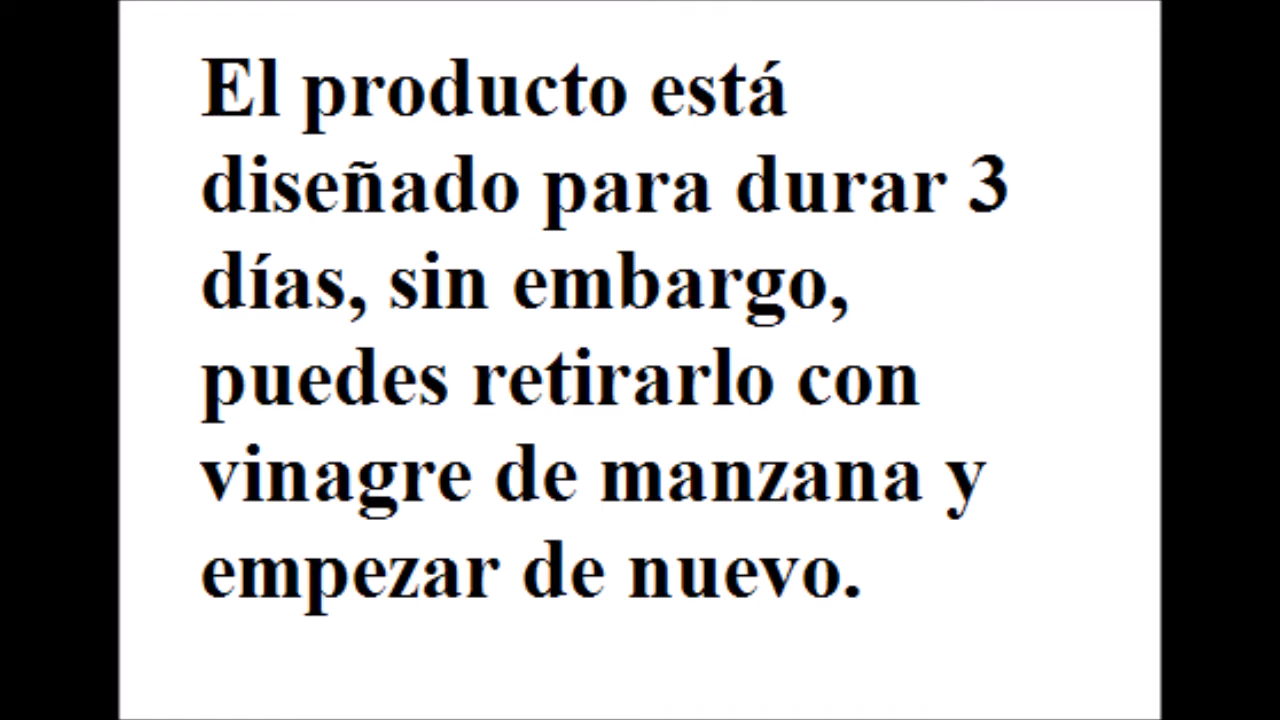 El producto está
diseñado para durar 3
días, sin embargo,
puedes retirarlo con
vinagre de manzana y
empezar de nuevo.